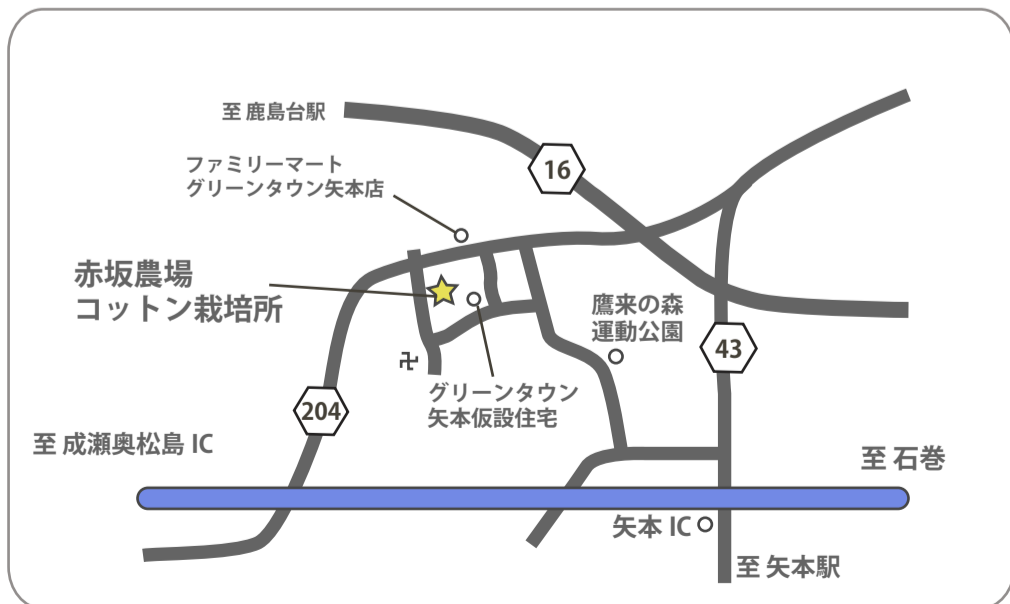 至 鹿島台駅
16
ファミリーマート
グリーンタウン矢本店
赤坂農場
コットン栽培所
鷹来の森
運動公園
43
卍
グリーンタウン
矢本仮設住宅
204
至 成瀬奥松島 IC
至 石巻
矢本 IC
至 矢本駅